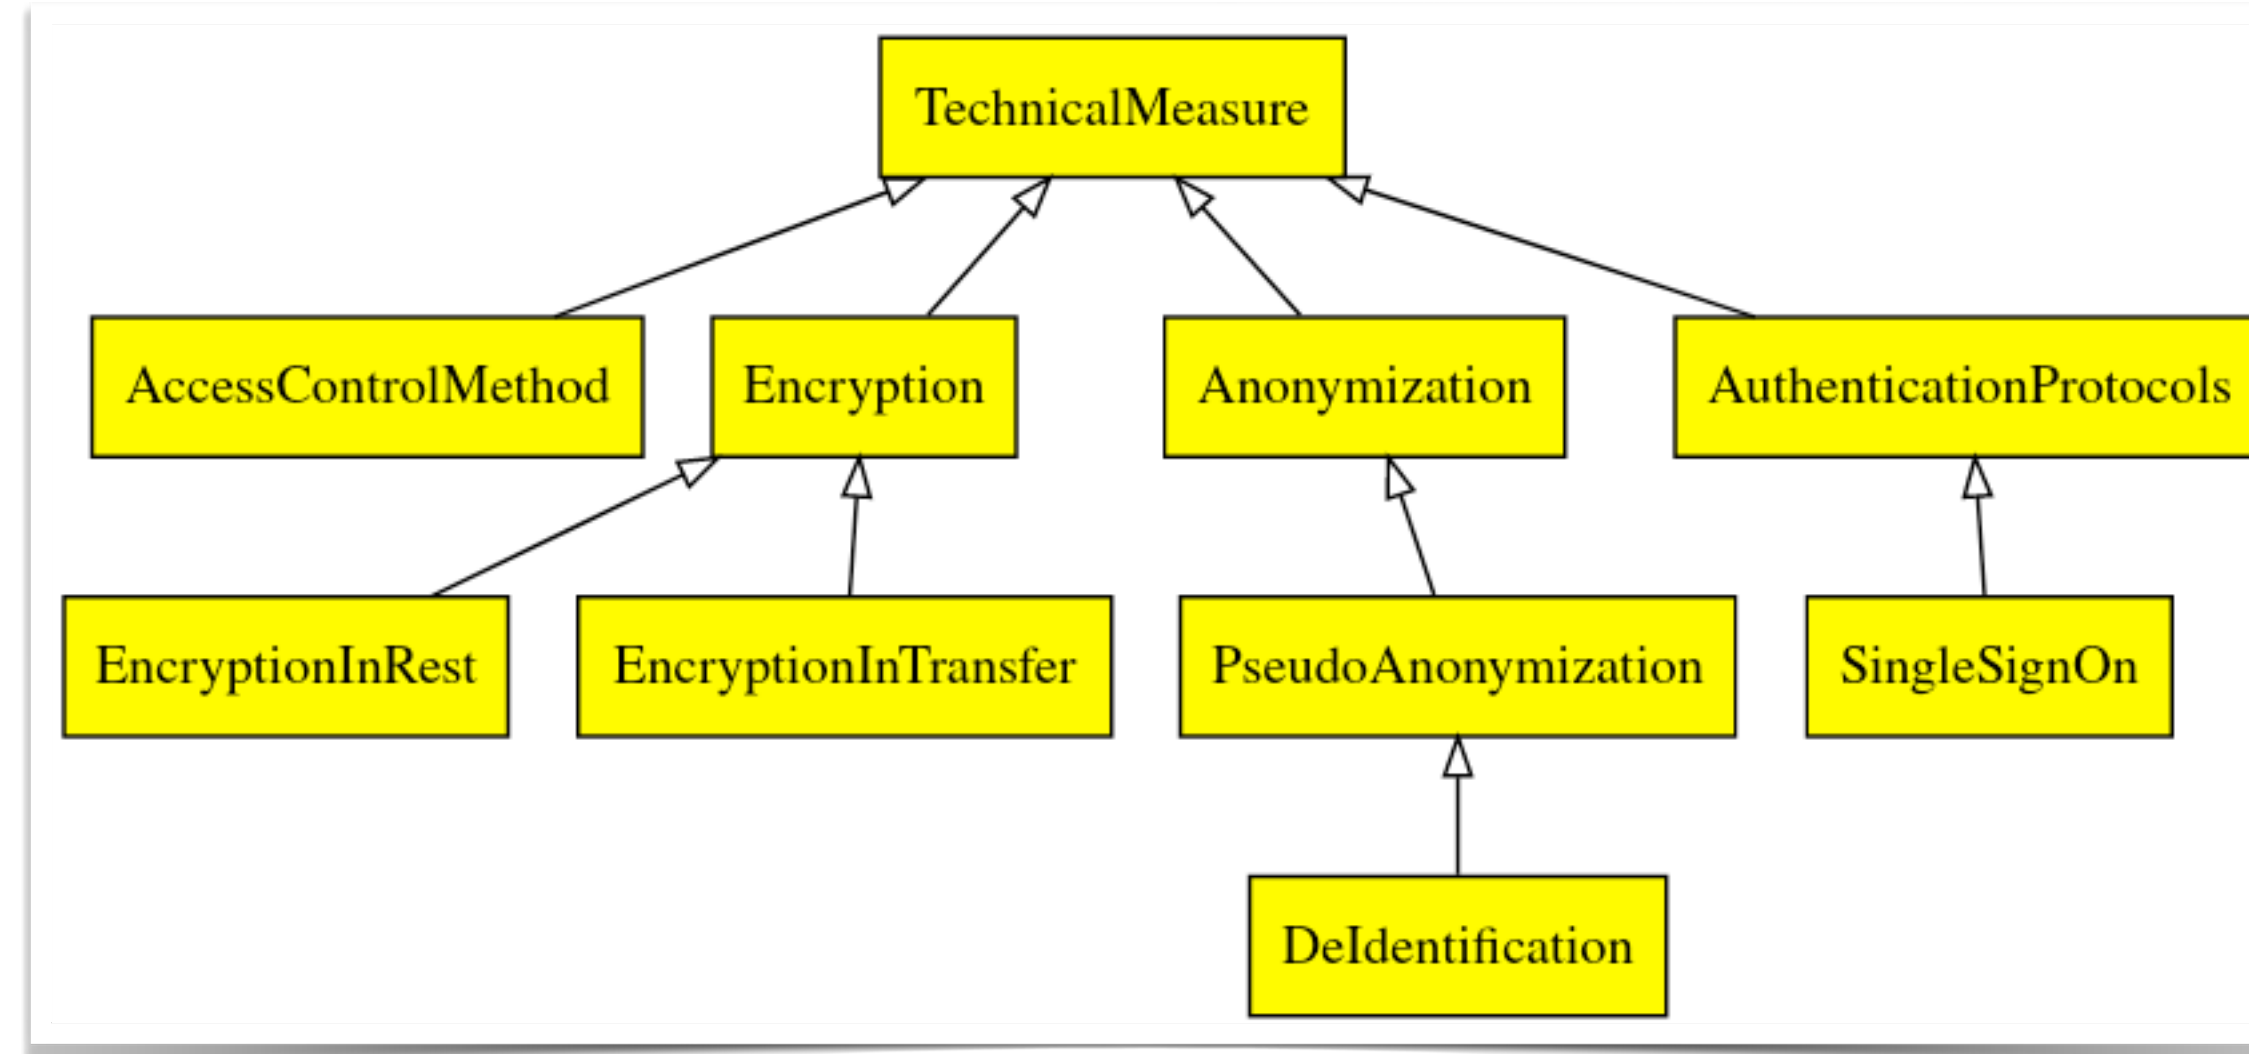 TechnicalMeasure
AccessControlMethod
Encryption
Anonymization
AuthenticationProtocols
EncryptionInRest
EncryptionInTransfer
PseudoAnonymization
SingleSignOn
DeIdentification